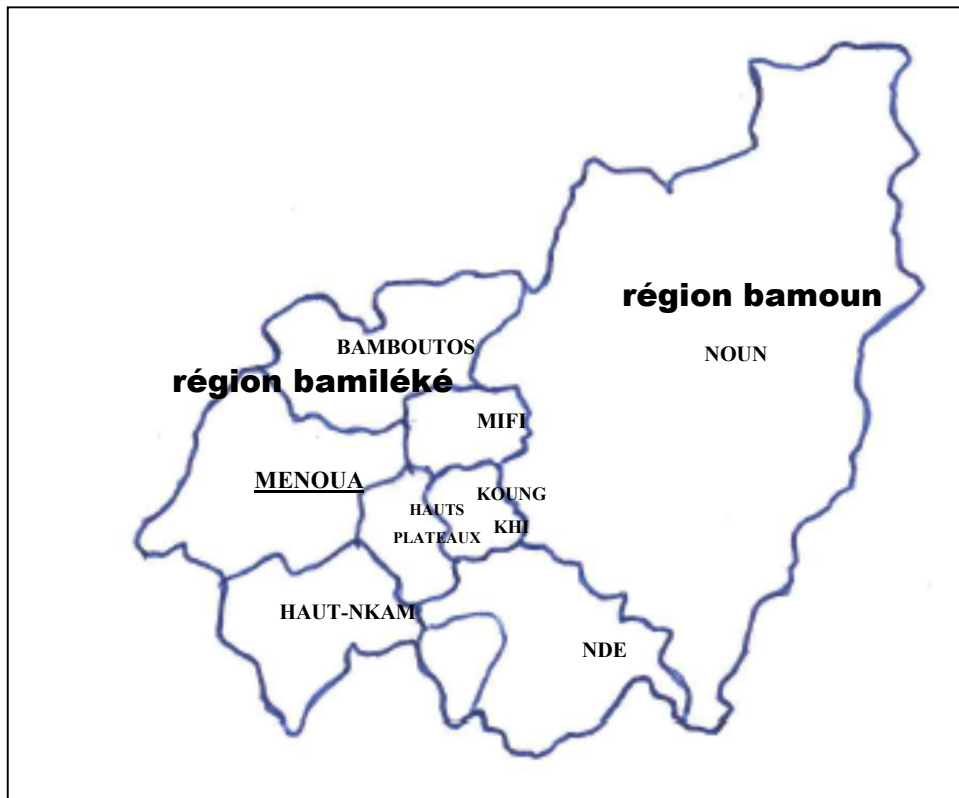 région bamoun
BAMBOUTOS
NOUN
région bamiléké
MIFI
MENOUA
KOUNG
HAUTS
KHI
PLATEAUX
HAUT-NKAM
NDE